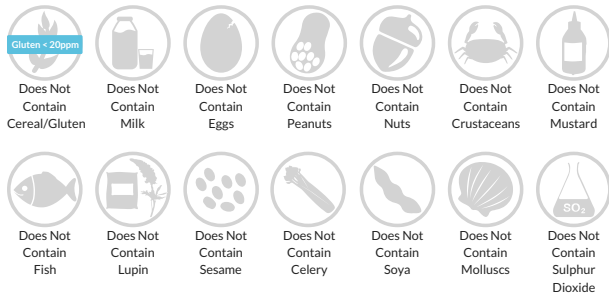 Gluten < 20ppm
Does Not
Contain
Cereal/Gluten
Does Not
Contain
Milk
Does Not
Contain
Eggs
Does Not
Contain
Peanuts
Does Not
Contain
Nuts
Does Not
Contain
Crustaceans
Does Not
Contain
Mustard
Does Not
Contain
Fish
Does Not
Contain
Lupin
Does Not
Contain
Sesame
Does Not
Contain
Celery
Does Not
Contain
Soya
Does Not
Contain
Molluscs
SO₂
Does Not
Contain
Sulphur
Dioxide